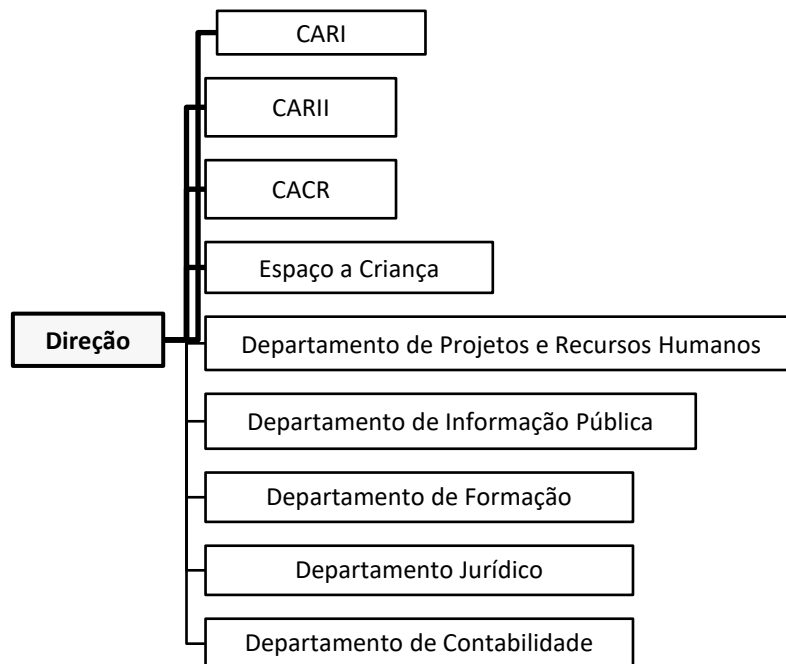 CARI
CARII
CACR
Espaço a Criança
Direção
Departamento de Projetos e Recursos Humanos
Departamento de Informação Pública
Departamento de Formação
Departamento Jurídico
Departamento de Contabilidade